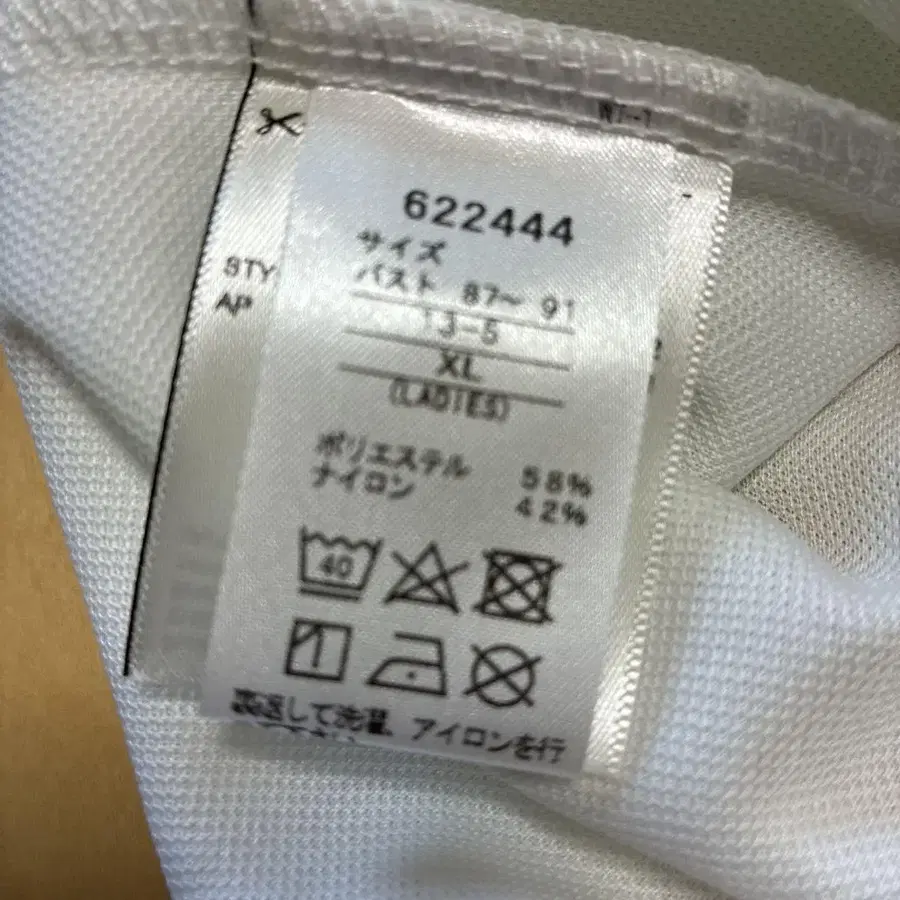 622444
サイズ
バスト 87〜 91
13-5
XL
(LADIES)
STY
AP
ポリエステル 58%
ナイロン 42%
40
裏返して洗濯、アイロンを行